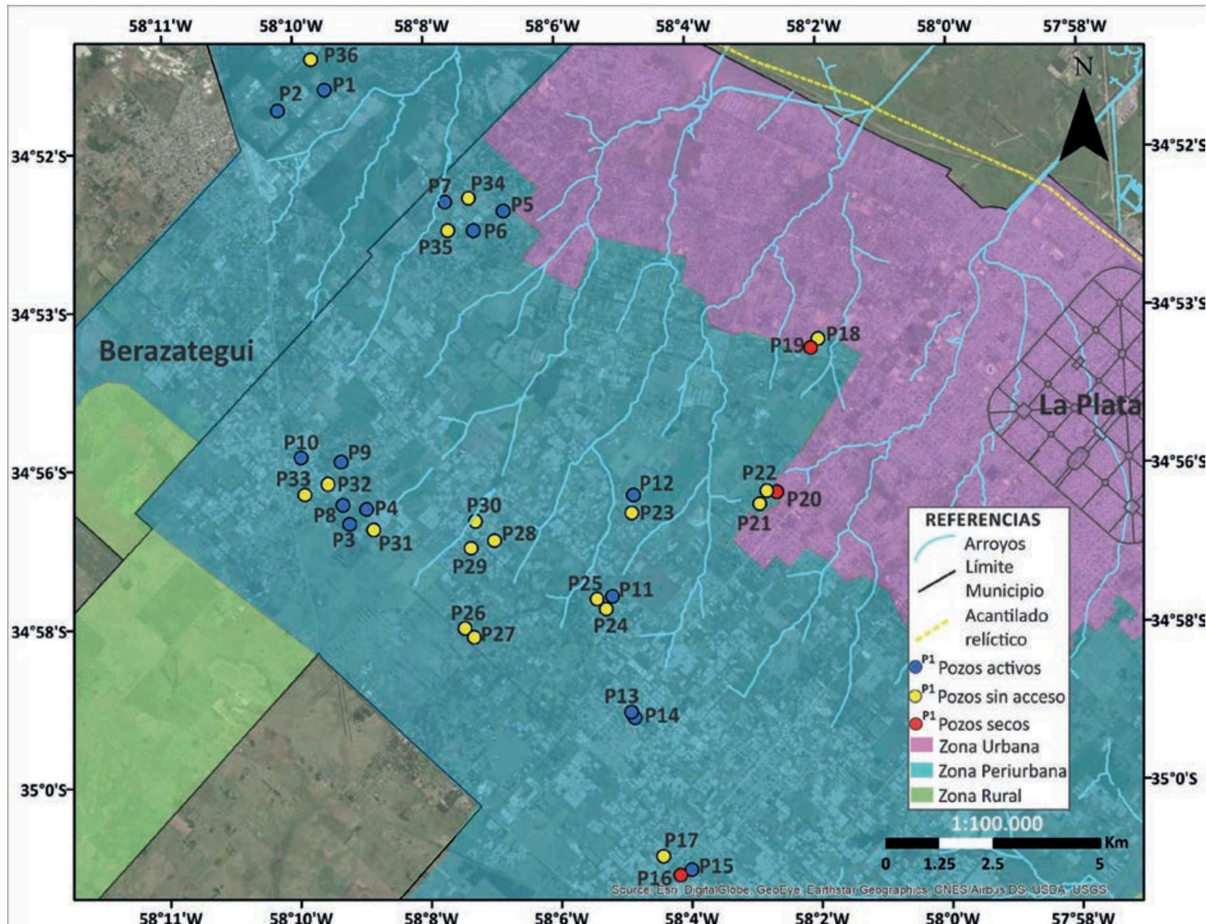 58°11'W 58°10'W 58°8'W 58°6'W 58°4'W 58°2'W 58°0'W 57°58'W
N
P36
P2 P1
34°52'S 34°52'S
P7 P34
P5
P35 P6
34°53'S 34°53'S
P19 P18
Berazategui
La Plata
P10 P9
P33 P32
P8 P4
P3 P31
34°56'S 34°56'S
P12
P23
P22
P20
P21
P30
P28
P29
P25 P11
P24
P26
P27
34°58'S 34°58'S
P13
P14
35°0'S 35°0'S
P17
P16 P15
REFERENCIAS
Arroyos
Límite
Municipio
Acantilado
relíctico
P1 Pozos activos
P1 Pozos sin acceso
P1 Pozos secos
Zona Urbana
Zona Periurbana
Zona Rural
1:100.000
Km
0 1.25 2.5 5
Source: Esri, DigitalGlobe, GeoEye, Earthstar Geographics, CNES/Airbus DS, USDA, USGS
58°11'W 58°10'W 58°8'W 58°6'W 58°4'W 58°2'W 58°0'W 57°58'W